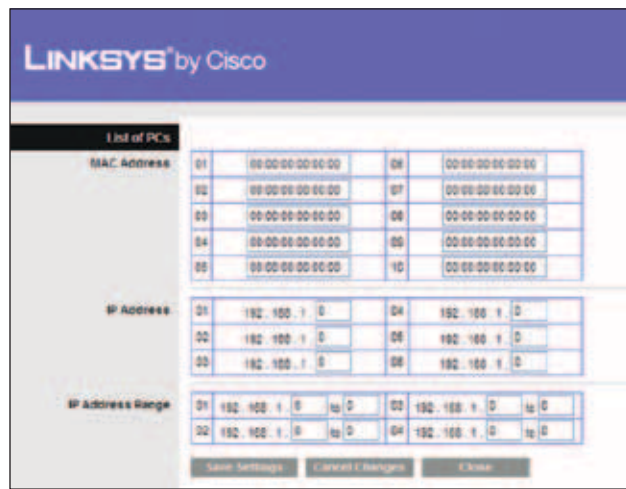 LINKSYS® by Cisco
List of PCs
MAC Address
01 00:00:00:00:00:00 06 00:00:00:00:00:00
02 00:00:00:00:00:00 07 00:00:00:00:00:00
03 00:00:00:00:00:00 08 00:00:00:00:00:00
04 00:00:00:00:00:00 09 00:00:00:00:00:00
05 00:00:00:00:00:00 10 00:00:00:00:00:00
IP Address
01 192 . 168 . 1 . 0 04 192 . 168 . 1 . 0
02 192 . 168 . 1 . 0 05 192 . 168 . 1 . 0
03 192 . 168 . 1 . 0 06 192 . 168 . 1 . 0
IP Address Range
01 192 . 168 . 1 . 0 to 0 03 192 . 168 . 1 . 0 to 0
02 192 . 168 . 1 . 0 to 0 04 192 . 168 . 1 . 0 to 0
Save Settings Cancel Changes Close